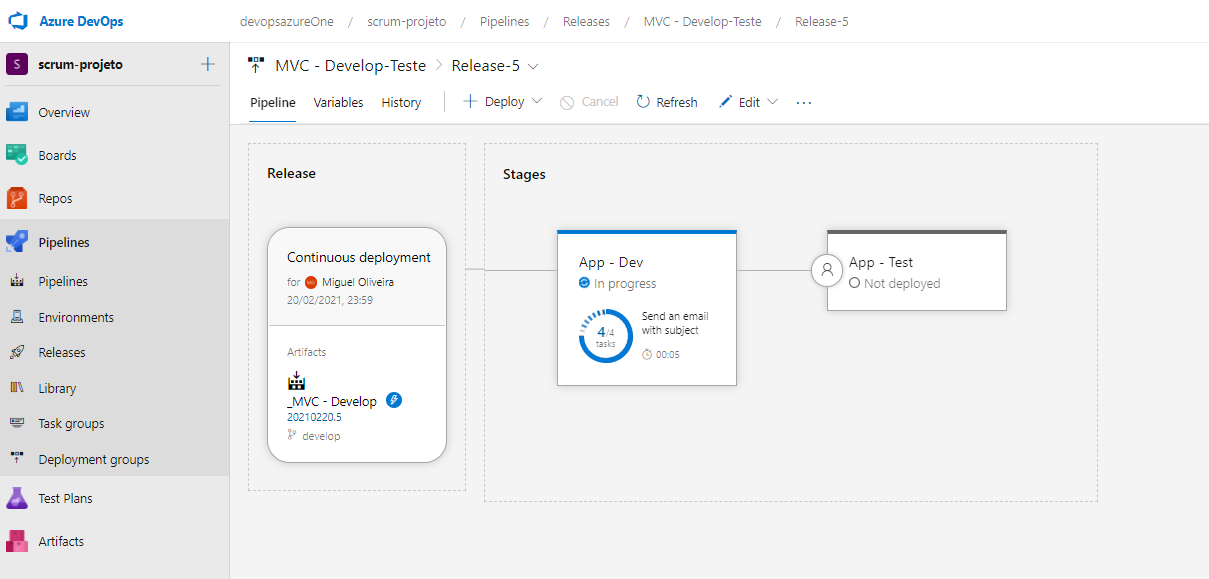 Azure DevOps
devopsazureOne / scrum-projeto / Pipelines / Releases / MVC - Develop-Teste / Release-5
S scrum-projeto
Overview
Boards
Repos
Pipelines
Pipelines
Environments
Releases
Library
Task groups
Deployment groups
Test Plans
Artifacts
MVC - Develop-Teste > Release-5
Pipeline Variables History Deploy Cancel Refresh Edit ...
Release
Continuous deployment
for MO Miguel Oliveira
20/02/2021, 23:59
Artifacts
_MVC - Develop
20210220.5
develop
Stages
App - Dev
In progress
4/4
tasks
Send an email
with subject
00:05
App - Test
Not deployed